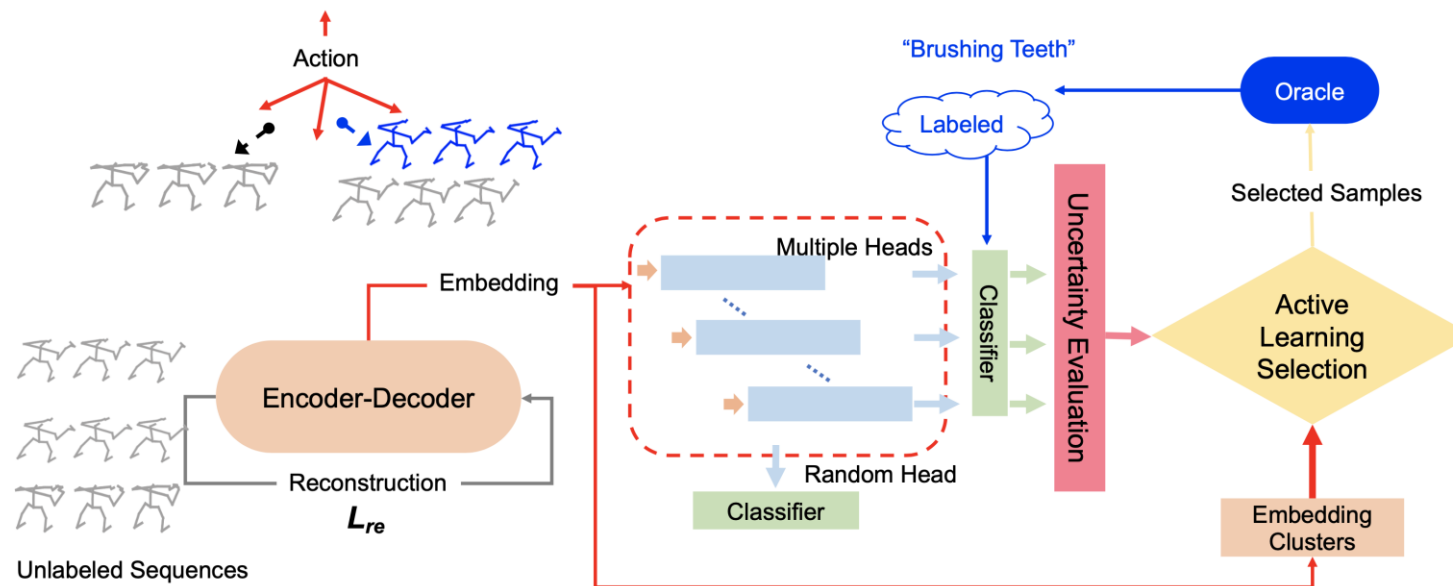 Action
“Brushing Teeth”
Oracle
Labeled
Selected Samples
Multiple Heads
Embedding
Classifier
Uncertainty Evaluation
Active
Learning
Selection
Encoder-Decoder
Reconstruction
Lre
Random Head
Classifier
Embedding
Clusters
Unlabeled Sequences